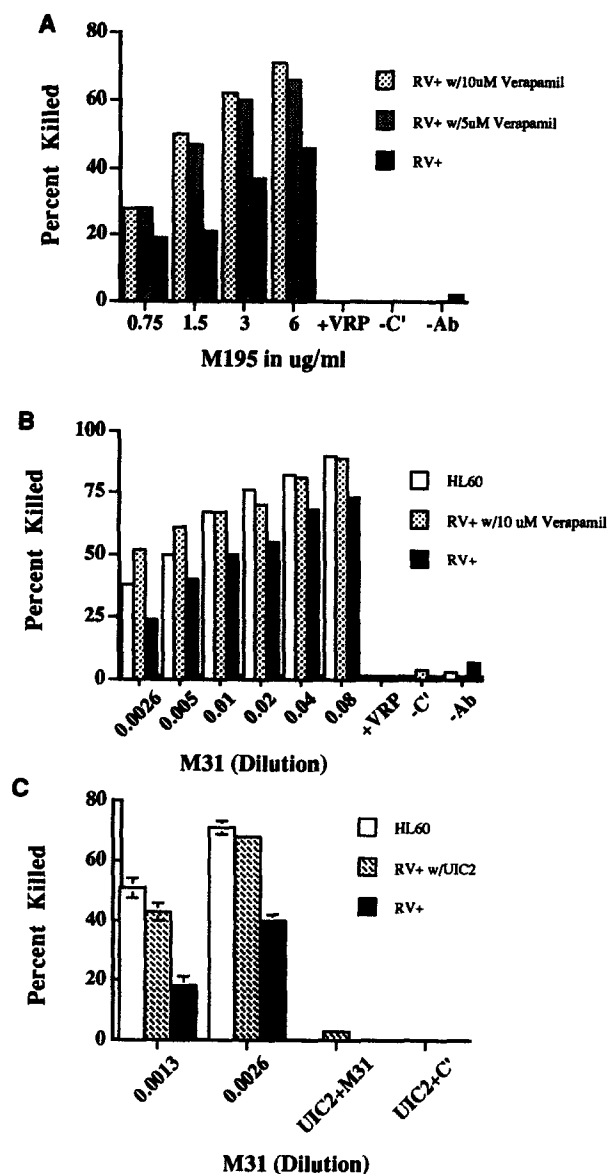 A
80
60
40
20
0
Percent Killed
RV+ w/10uM Verapamil
RV+ w/5uM Verapamil
RV+
0.75 1.5 3 6 +VRP -C' -Ab
M195 in ug/ml
B
100
75
50
25
0
Percent Killed
HL60
RV+ w/10 uM Verapamil
RV+
0.0026 0.005 0.01 0.02 0.04 0.08 +VRP -C' -Ab
M31 (Dilution)
C
80
60
40
20
0
Percent Killed
HL60
RV+ w/UIC2
RV+
0.0013 0.0026 UIC2+M31 UIC2+C'
M31 (Dilution)